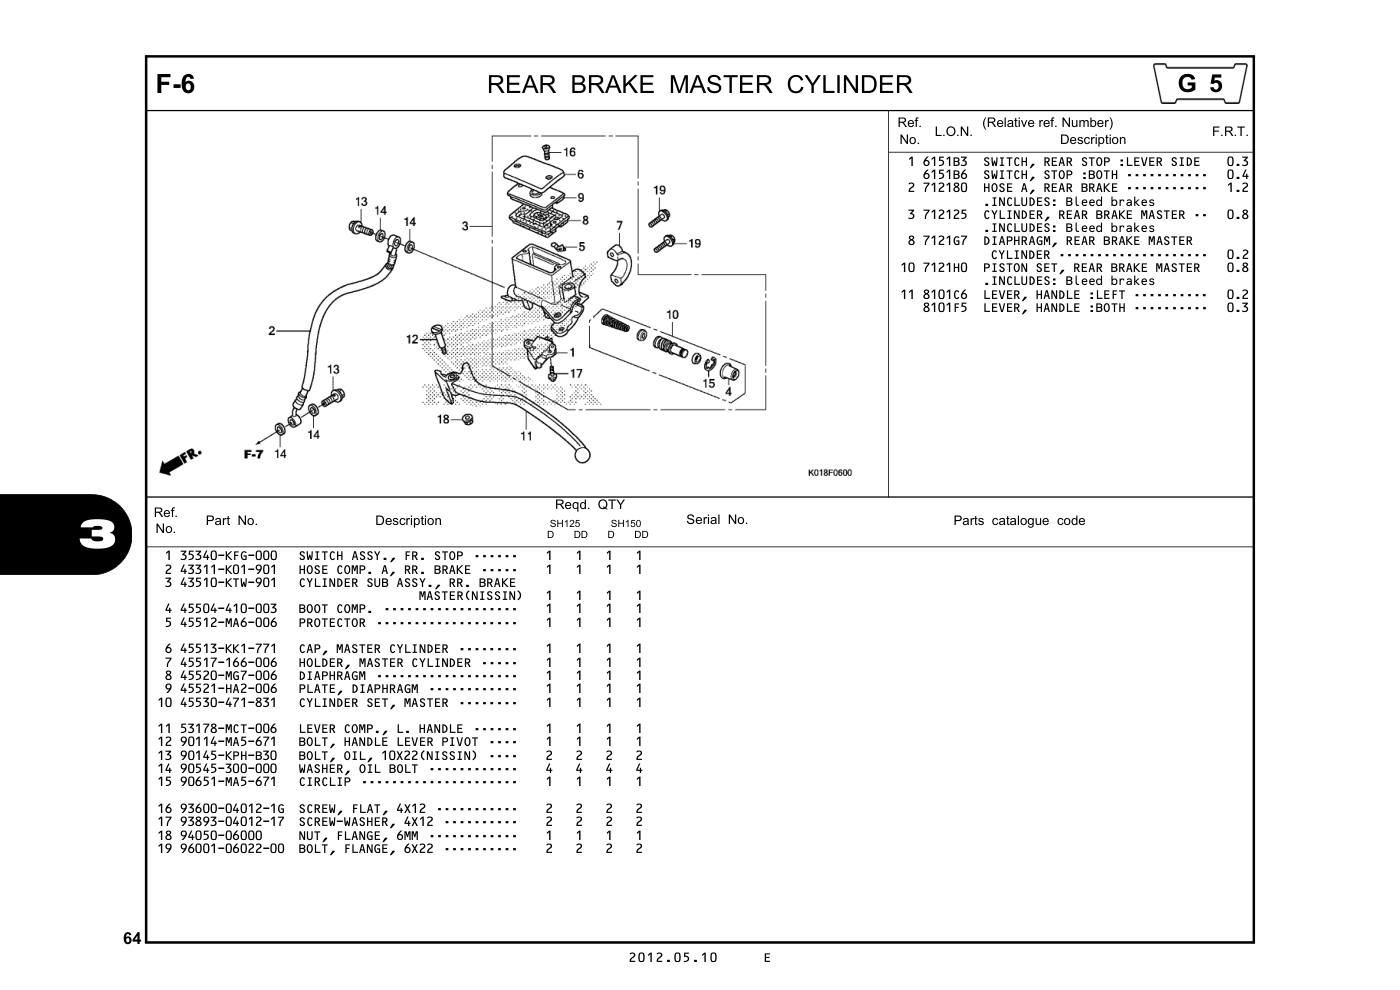 F-6
REAR BRAKE MASTER CYLINDER
G 5
16
6
9
8
5
3
7
19
19
13
14
14
2
12
10
1
17
15
4
13
14
18
11
14
F-7
FR.
HONDA
K018F0600
Ref. No. L.O.N. (Relative ref. Number) Description F.R.T.
1 6151B3 SWITCH, REAR STOP :LEVER SIDE 0.3
6151B6 SWITCH, STOP :BOTH ----------- 0.4
2 712180 HOSE A, REAR BRAKE ----------- 1.2
.INCLUDES: Bleed brakes
3 712125 CYLINDER, REAR BRAKE MASTER -- 0.8
.INCLUDES: Bleed brakes
8 7121G7 DIAPHRAGM, REAR BRAKE MASTER
CYLINDER -------------------- 0.2
10 7121H0 PISTON SET, REAR BRAKE MASTER 0.8
.INCLUDES: Bleed brakes
11 8101C6 LEVER, HANDLE :LEFT ---------- 0.2
8101F5 LEVER, HANDLE :BOTH ---------- 0.3
3
Ref. No. Part No. Description Reqd. QTY Serial No. Parts catalogue code
SH125 SH150
D DD D DD
1 35340-KFG-000 SWITCH ASSY., FR. STOP ------ 1 1 1 1
2 43311-K01-901 HOSE COMP. A, RR. BRAKE ----- 1 1 1 1
3 43510-KTW-901 CYLINDER SUB ASSY., RR. BRAKE
MASTER(NISSIN) 1 1 1 1
4 45504-410-003 BOOT COMP. ------------------ 1 1 1 1
5 45512-MA6-006 PROTECTOR ------------------- 1 1 1 1
6 45513-KK1-771 CAP, MASTER CYLINDER -------- 1 1 1 1
7 45517-166-006 HOLDER, MASTER CYLINDER ----- 1 1 1 1
8 45520-MG7-006 DIAPHRAGM ------------------- 1 1 1 1
9 45521-HA2-006 PLATE, DIAPHRAGM ------------ 1 1 1 1
10 45530-471-831 CYLINDER SET, MASTER -------- 1 1 1 1
11 53178-MCT-006 LEVER COMP., L. HANDLE ------ 1 1 1 1
12 90114-MA5-671 BOLT, HANDLE LEVER PIVOT ---- 1 1 1 1
13 90145-KPH-B30 BOLT, OIL, 10X22(NISSIN) ---- 2 2 2 2
14 90545-300-000 WASHER, OIL BOLT ------------ 4 4 4 4
15 90651-MA5-671 CIRCLIP --------------------- 1 1 1 1
16 93600-04012-1G SCREW, FLAT, 4X12 ----------- 2 2 2 2
17 93893-04012-17 SCREW-WASHER, 4X12 ---------- 2 2 2 2
18 94050-06000 NUT, FLANGE, 6MM ------------ 1 1 1 1
19 96001-06022-00 BOLT, FLANGE, 6X22 ---------- 2 2 2 2
64
2012.05.10 E